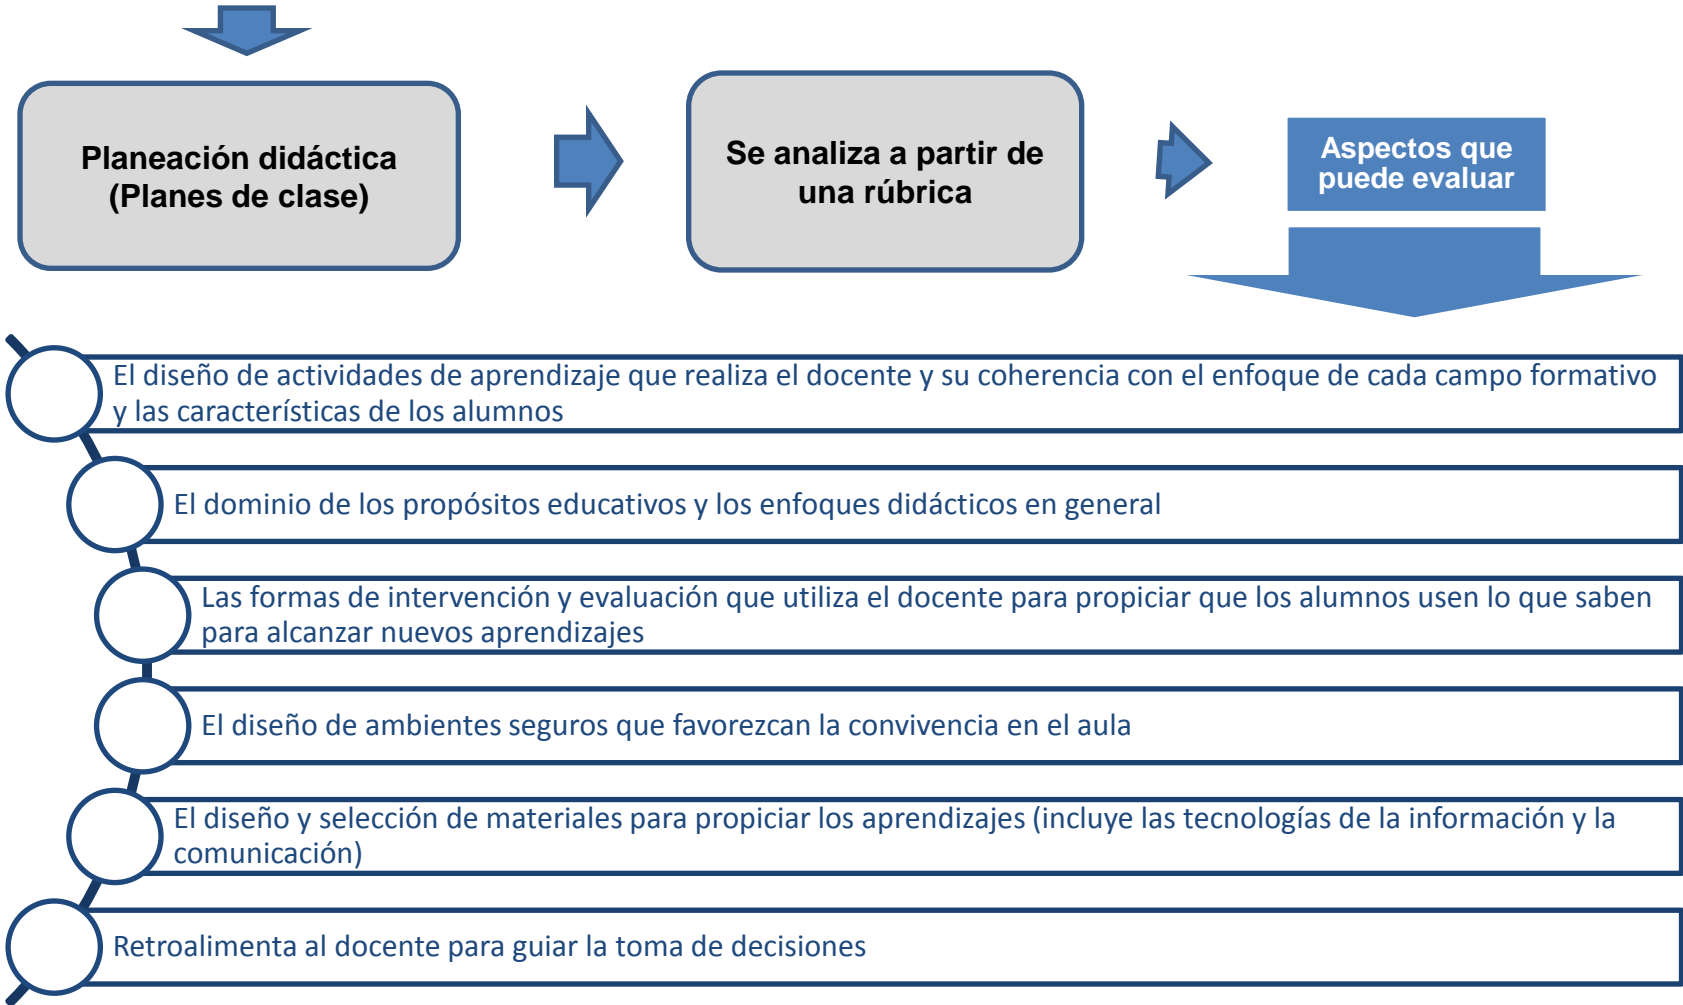 Planeación didáctica
(Planes de clase)
Se analiza a partir de
una rúbrica
Aspectos que
puede evaluar
El diseño de actividades de aprendizaje que realiza el docente y su coherencia con el enfoque de cada campo formativo
y las características de los alumnos
El dominio de los propósitos educativos y los enfoques didácticos en general
Las formas de intervención y evaluación que utiliza el docente para propiciar que los alumnos usen lo que saben
para alcanzar nuevos aprendizajes
El diseño de ambientes seguros que favorezcan la convivencia en el aula
El diseño y selección de materiales para propiciar los aprendizajes (incluye las tecnologías de la información y la
comunicación)
Retroalimenta al docente para guiar la toma de decisiones